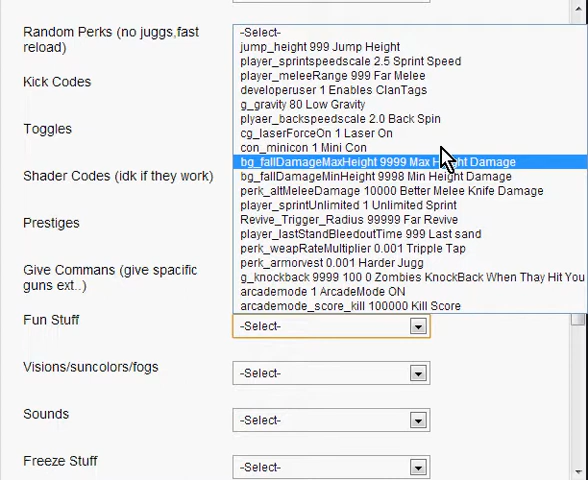 Random Perks (no juggs,fast
reload)
-Select-
jump_height 999 Jump Height
player_sprintspeedscale 2.5 Sprint Speed
player_meleeRange 999 Far Melee
Kick Codes
developeruser 1 Enables ClanTags
g_gravity 80 Low Gravity
plyaer_backspeedscale 2.0 Back Spin
Toggles
cg_laserForceOn 1 Laser On
con_minicon 1 Mini Con
bg_fallDamageMaxHeight 9999 Max Height Damage
Shader Codes (idk if they work)
bg_fallDamageMinHeight 9998 Min Height Damage
perk_altMeleeDamage 10000 Better Melee Knife Damage
player_sprintUnlimited 1 Unlimited Sprint
Prestiges
Revive_Trigger_Radius 99999 Far Revive
player_lastStandBleedoutTime 999 Last sand
perk_weapRateMultiplier 0.001 Tripple Tap
perk_armorvest 0.001 Harder Jugg
Give Commans (give spacific
guns ext..)
g_knockback 9999 100 0 Zombies KnockBack When Thay Hit You
arcademode 1 ArcadeMode ON
arcademode_score_kill 100000 Kill Score
Fun Stuff
-Select-
Visions/suncolors/fogs
-Select-
Sounds
-Select-
Freeze Stuff
-Select-